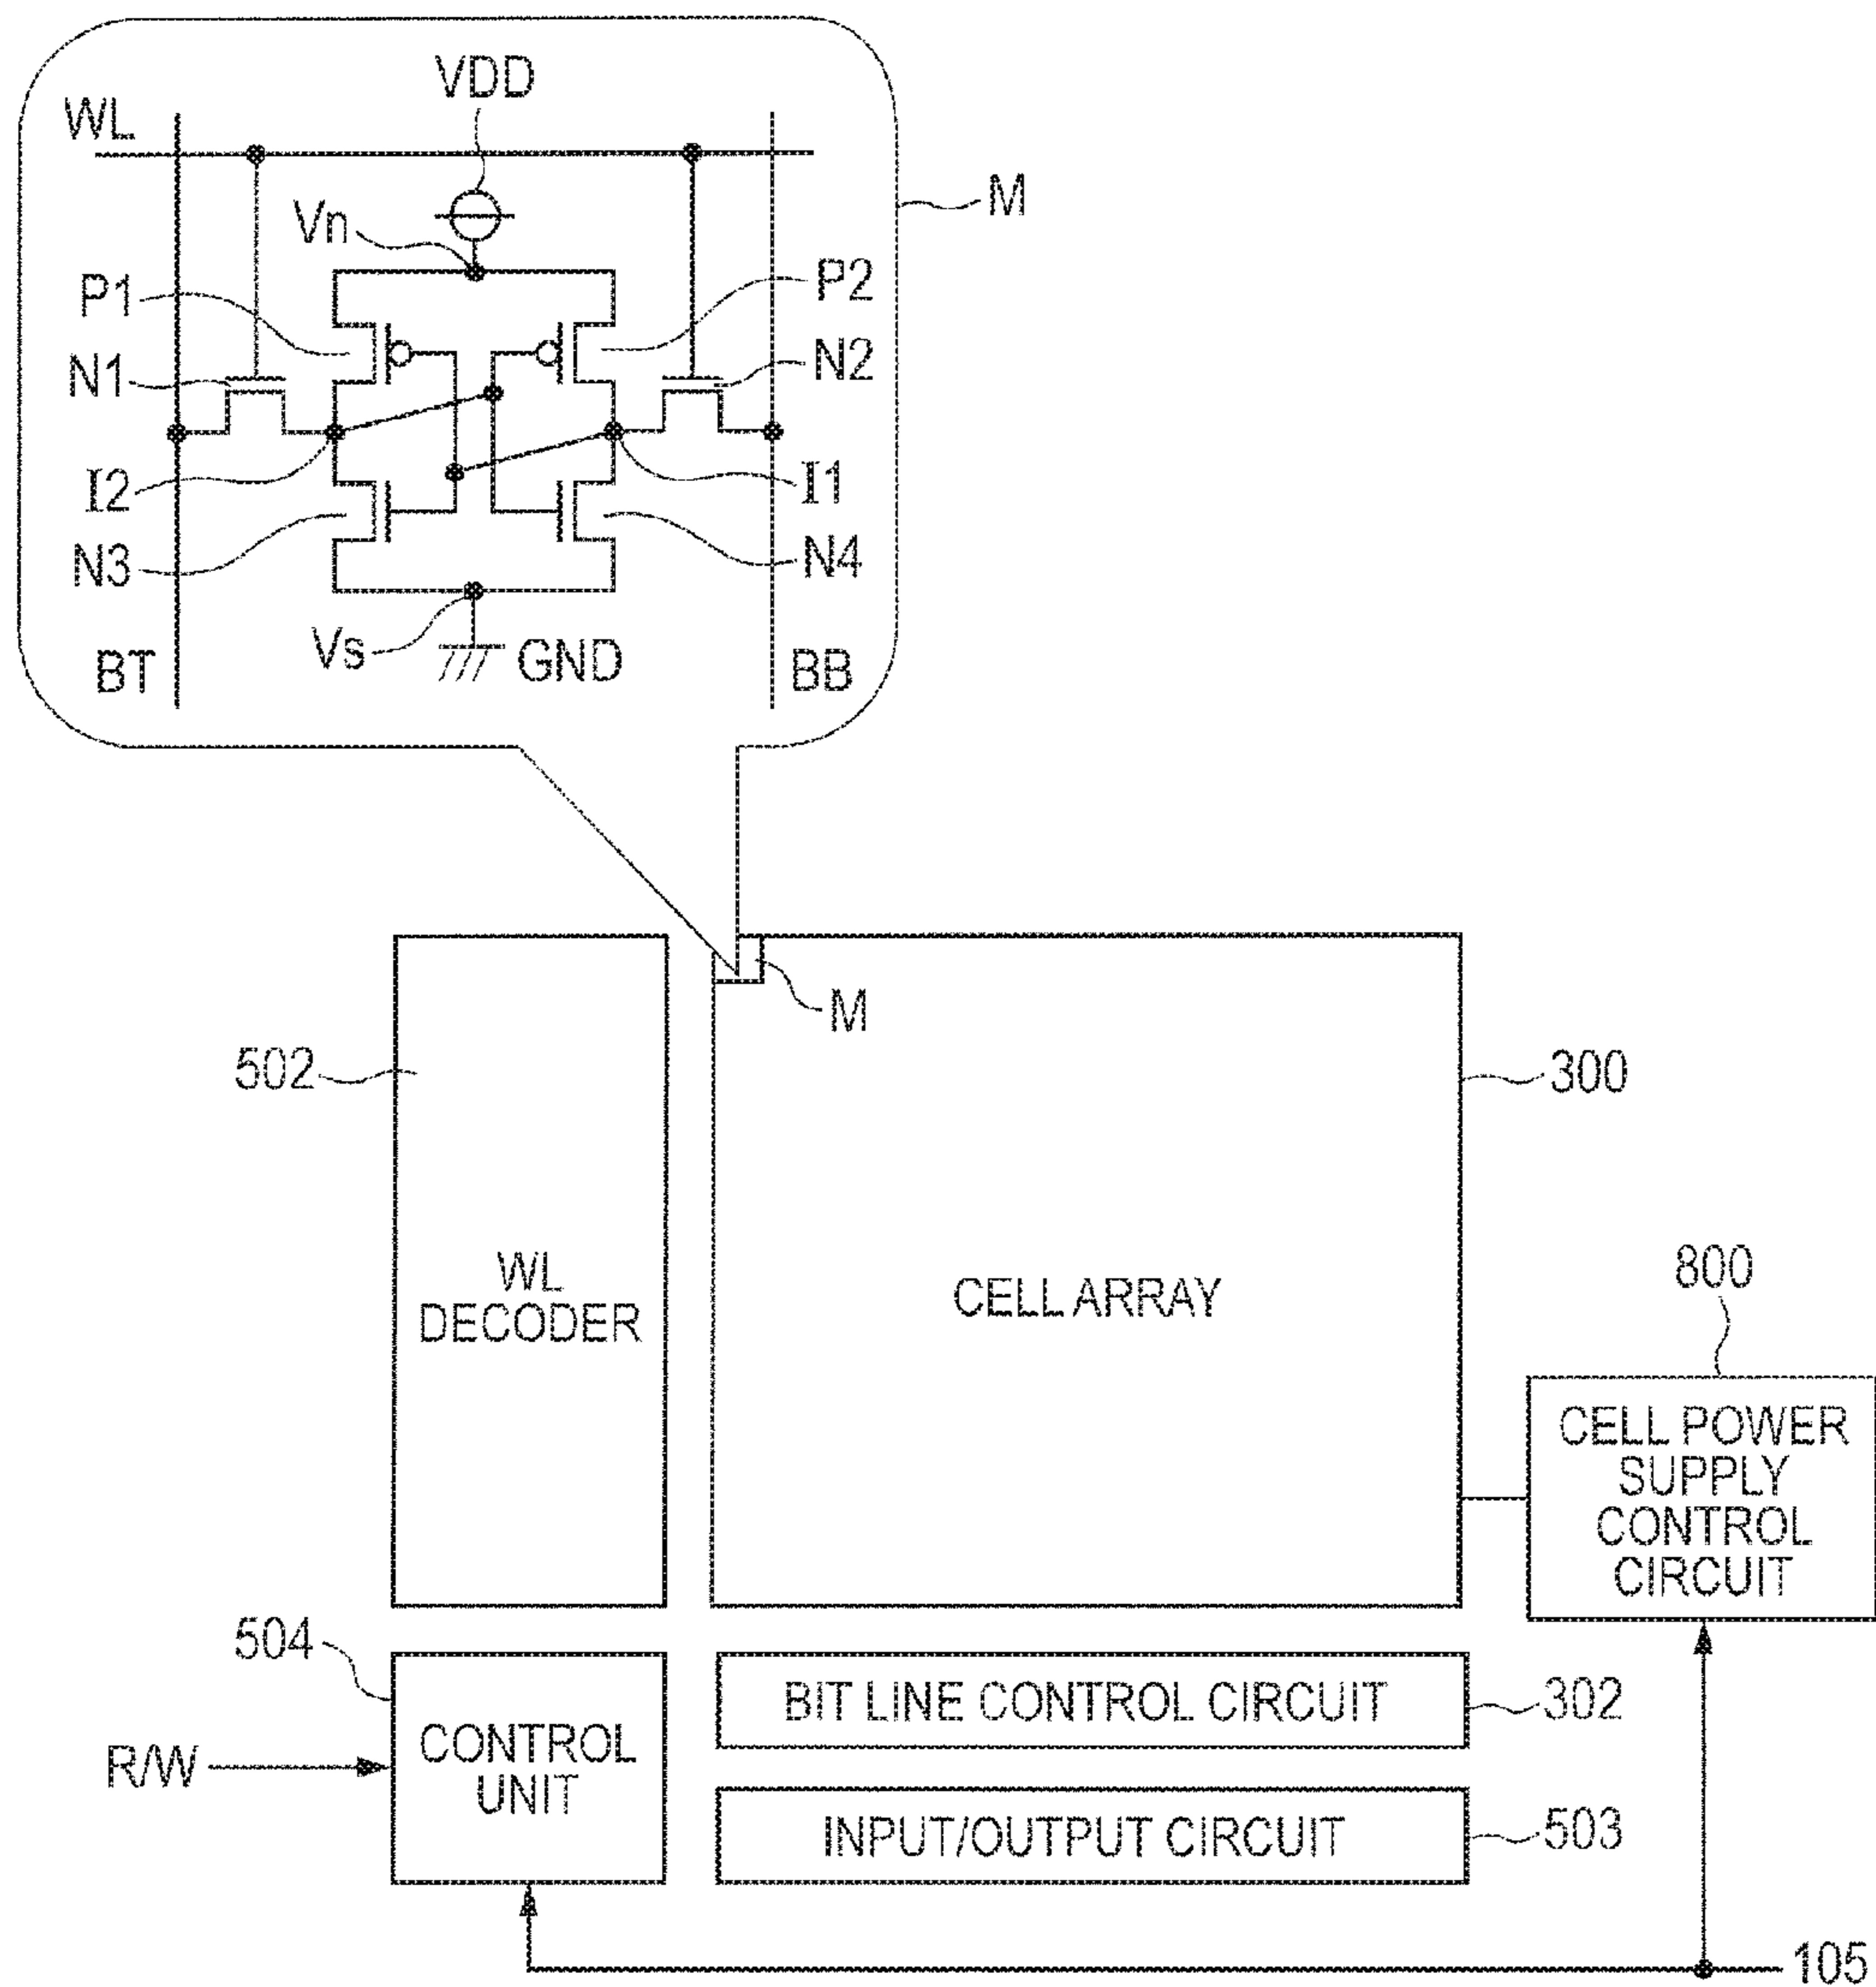 VDD
WL
M
Vn
P1
P2
N1
N2
I2
I1
N3
N4
Vs
GND
BT
BB
M
502
300
WL
DECODER
CELL ARRAY
800
CELL POWER
SUPPLY
CONTROL
CIRCUIT
504
BIT LINE CONTROL CIRCUIT
302
CONTROL
UNIT
R/W
INPUT/OUTPUT CIRCUIT
503
105